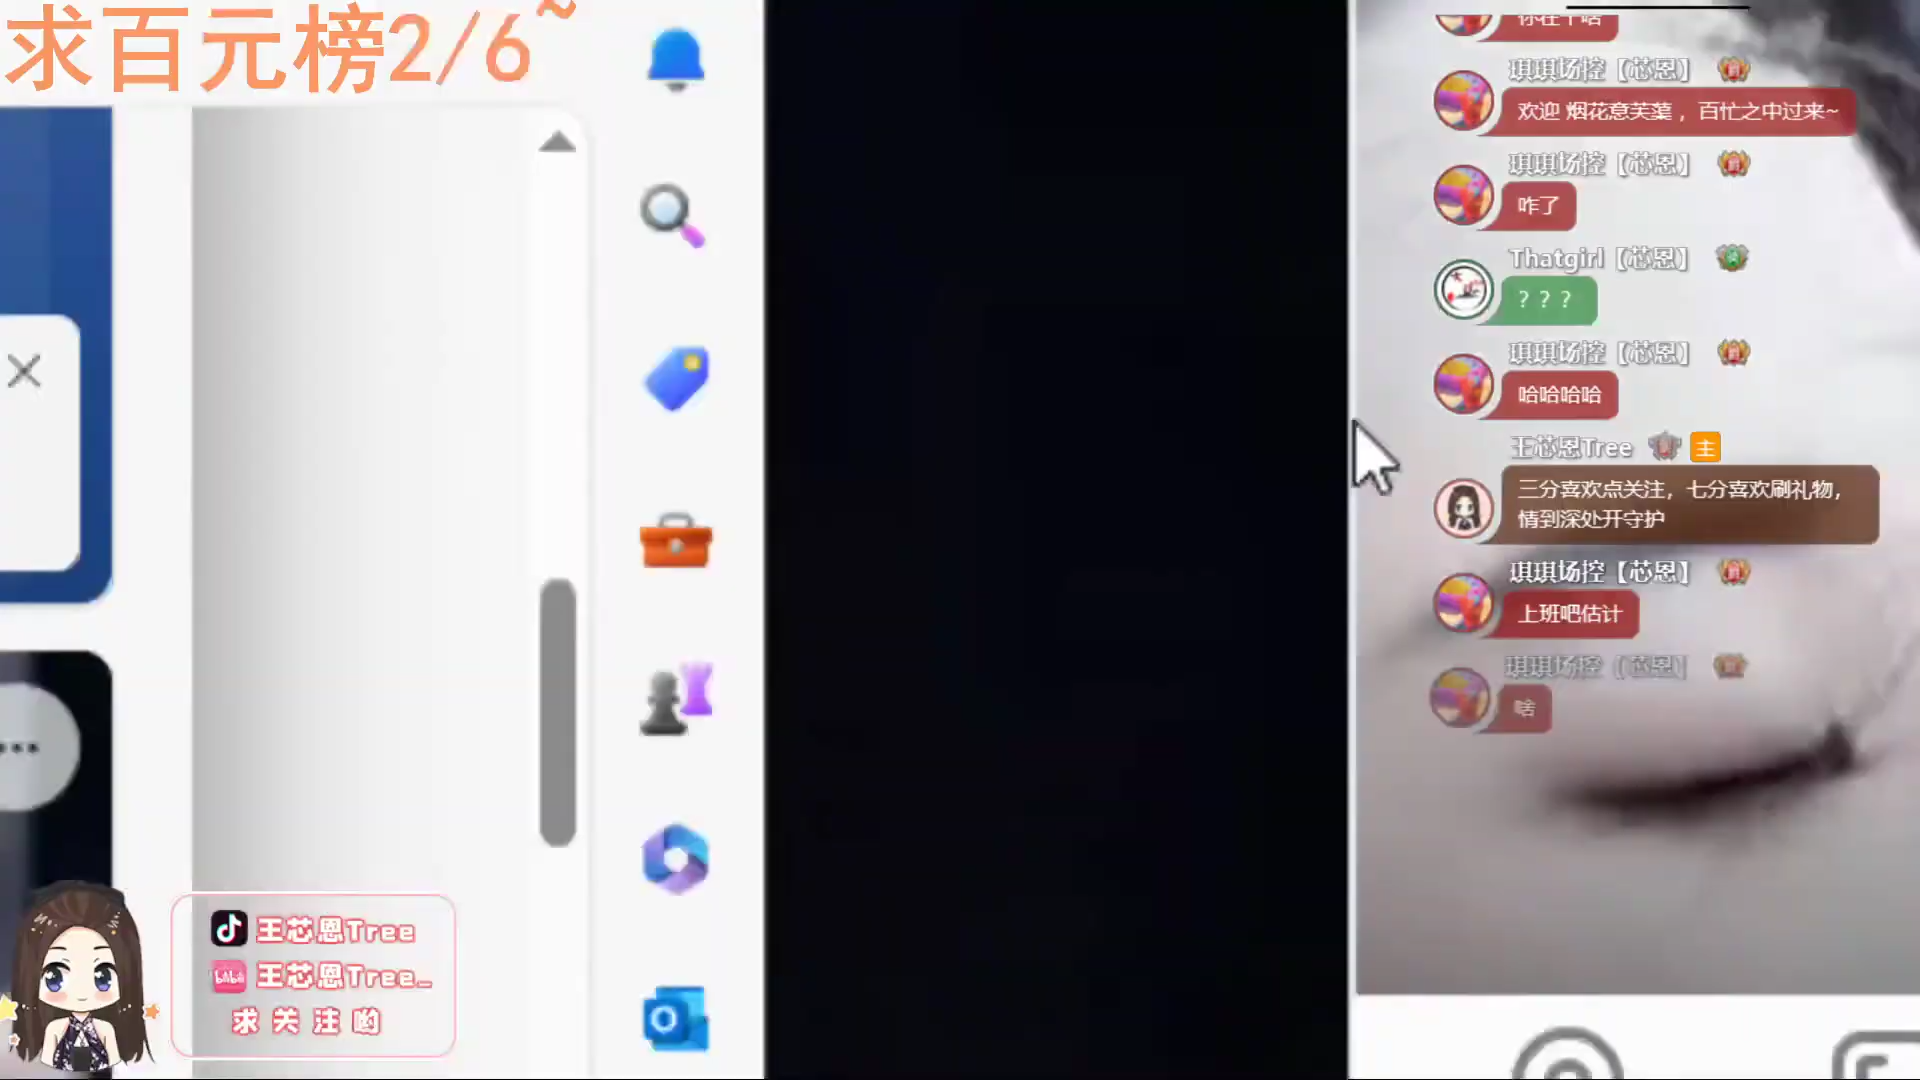 求百元榜2/6~
琪琪场控【芯恩】
欢迎 烟花意芙蕖，百忙之中过来~
琪琪场控【芯恩】
咋了
Thatgirl【芯恩】
？？？
琪琪场控【芯恩】
哈哈哈哈
王芯恩Tree 主
三分喜欢点关注，七分喜欢刷礼物，
情到深处开守护
琪琪场控【芯恩】
上班吧估计
琪琪场控【芯恩】
啥
王芯恩Tree
王芯恩Tree_
求关注哟